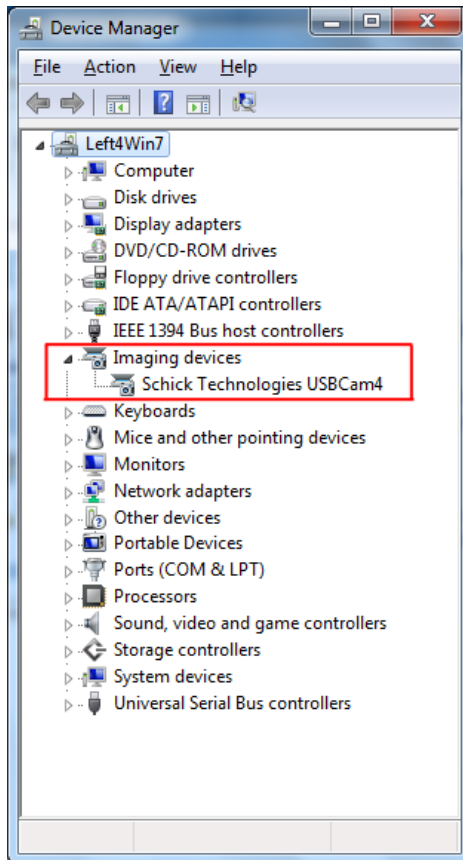 Device Manager
File Action View Help
Left4Win7
Computer
Disk drives
Display adapters
DVD/CD-ROM drives
Floppy drive controllers
IDE ATA/ATAPI controllers
IEEE 1394 Bus host controllers
Imaging devices
Schick Technologies USBCam4
Keyboards
Mice and other pointing devices
Monitors
Network adapters
Other devices
Portable Devices
Ports (COM & LPT)
Processors
Sound, video and game controllers
Storage controllers
System devices
Universal Serial Bus controllers